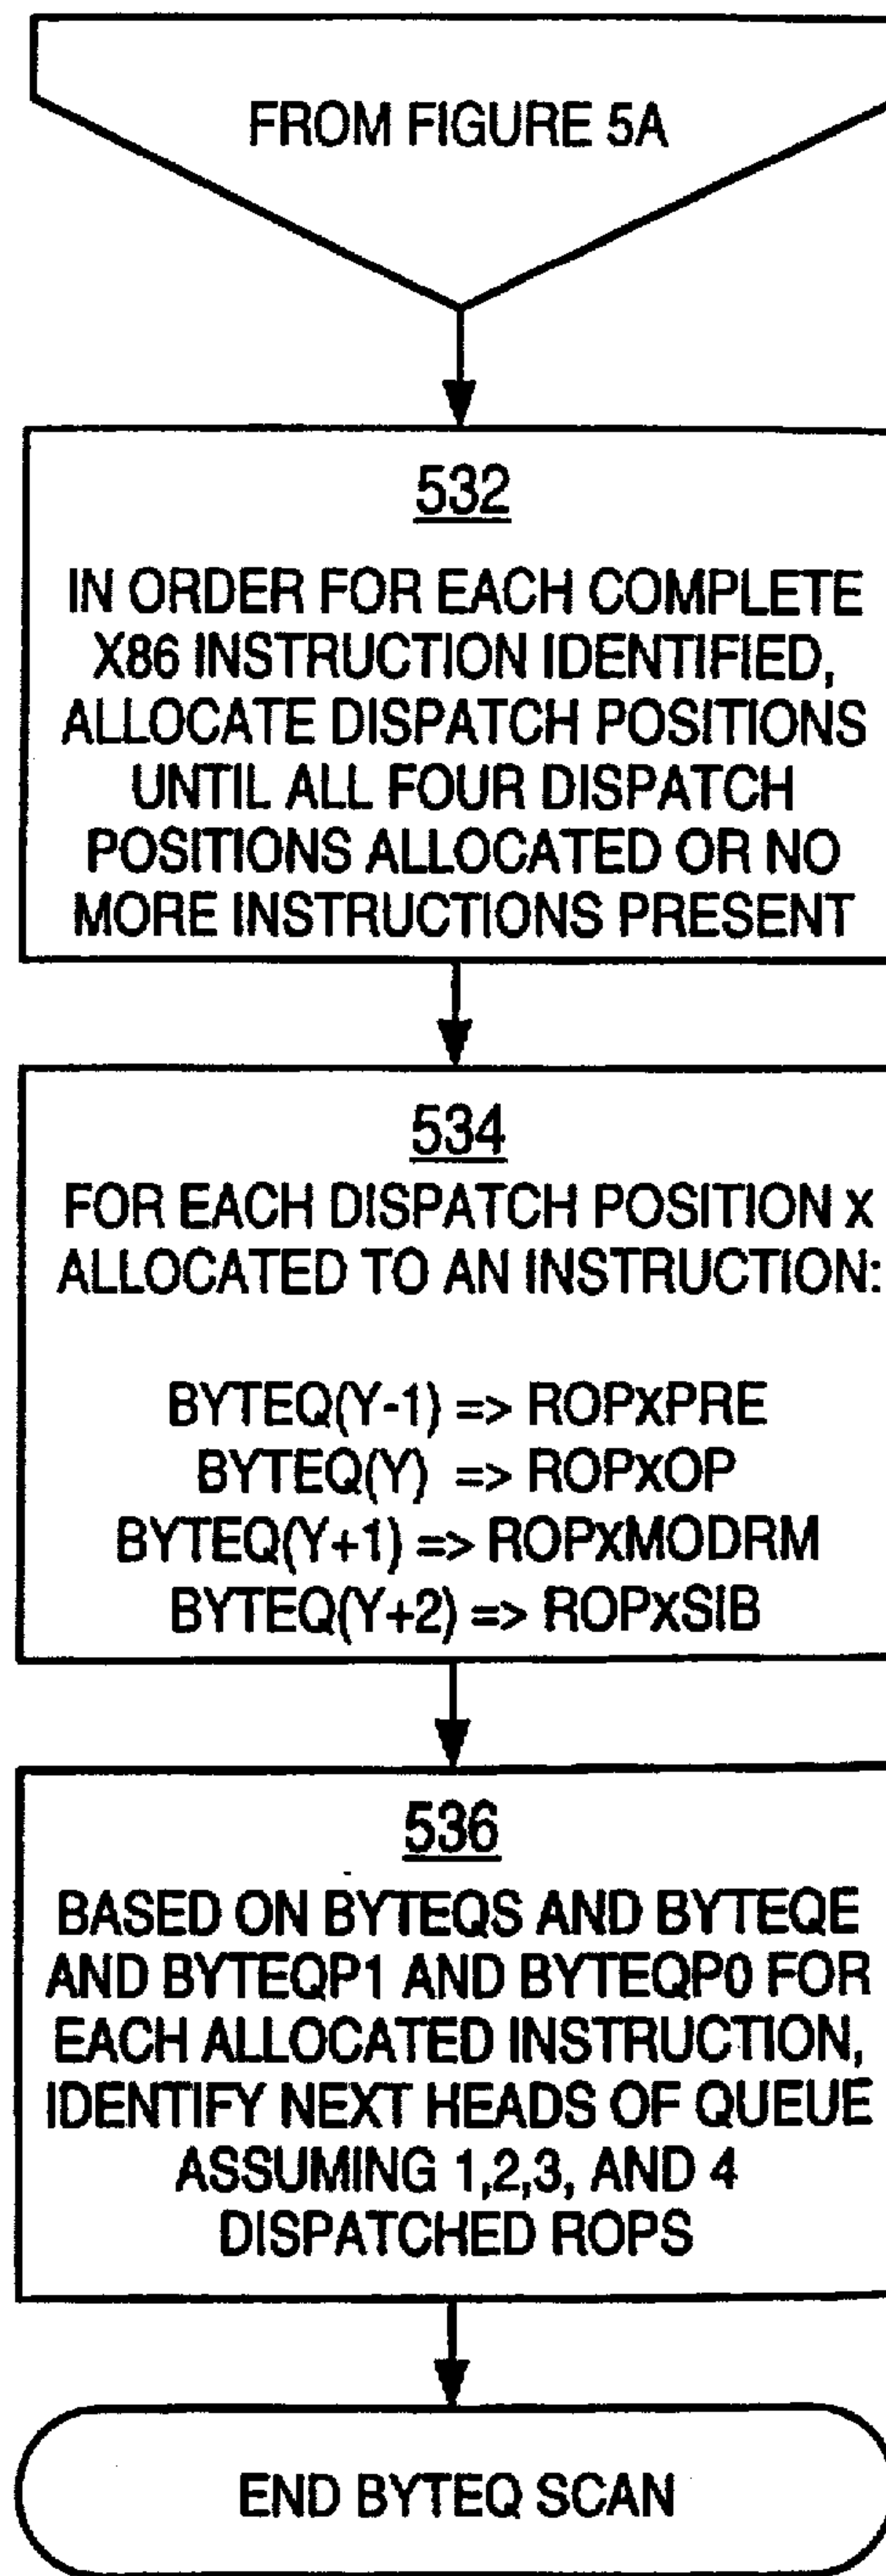 FROM FIGURE 5A
532
IN ORDER FOR EACH COMPLETE
X86 INSTRUCTION IDENTIFIED,
ALLOCATE DISPATCH POSITIONS
UNTIL ALL FOUR DISPATCH
POSITIONS ALLOCATED OR NO
MORE INSTRUCTIONS PRESENT
534
FOR EACH DISPATCH POSITION x
ALLOCATED TO AN INSTRUCTION:
BYTEQ(Y-1) => ROPxPRE
BYTEQ(Y) => ROPxOP
BYTEQ(Y+1) => ROPxMODRM
BYTEQ(Y+2) => ROPxSIB
536
BASED ON BYTEQS AND BYTEQE
AND BYTEQP1 AND BYTEQP0 FOR
EACH ALLOCATED INSTRUCTION,
IDENTIFY NEXT HEADS OF QUEUE
ASSUMING 1,2,3, AND 4
DISPATCHED ROPS
END BYTEQ SCAN